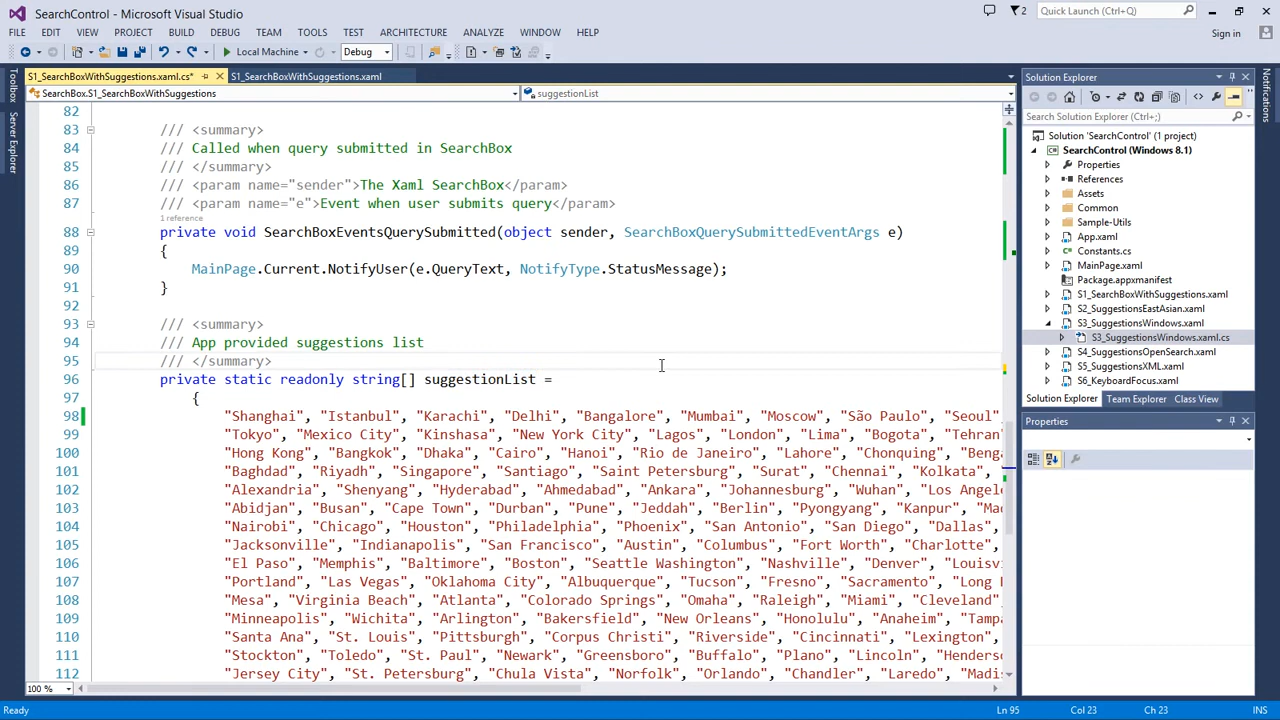 SearchControl - Microsoft Visual Studio
2
Quick Launch (Ctrl+Q)
FILE EDIT VIEW PROJECT BUILD DEBUG TEAM TOOLS TEST ARCHITECTURE ANALYZE WINDOW HELP
Sign in
Local Machine Debug
Toolbox
Server Explorer
S1_SearchBoxWithSuggestions.xaml.cs* S1_SearchBoxWithSuggestions.xaml
SearchBox.S1_SearchBoxWithSuggestions suggestionList
82
83 /// <summary>
84 /// Called when query submitted in SearchBox
85 /// </summary>
86 /// <param name="sender">The Xaml SearchBox</param>
87 /// <param name="e">Event when user submits query</param>
1 reference
88 private void SearchBoxEventsQuerySubmitted(object sender, SearchBoxQuerySubmittedEventArgs e)
89 {
90 MainPage.Current.NotifyUser(e.QueryText, NotifyType.StatusMessage);
91 }
92
93 /// <summary>
94 /// App provided suggestions list
95 /// </summary>
96 private static readonly string[] suggestionList =
97 {
98 "Shanghai", "Istanbul", "Karachi", "Delhi", "Bangalore", "Mumbai", "Moscow", "São Paulo", "Seoul"
99 "Tokyo", "Mexico City", "Kinshasa", "New York City", "Lagos", "London", "Lima", "Bogota", "Tehran
100 "Hong Kong", "Bangkok", "Dhaka", "Cairo", "Hanoi", "Rio de Janeiro", "Lahore", "Chonquing", "Benga
101 "Baghdad", "Riyadh", "Singapore", "Santiago", "Saint Petersburg", "Surat", "Chennai", "Kolkata",
102 "Alexandria", "Shenyang", "Hyderabad", "Ahmedabad", "Ankara", "Johannesburg", "Wuhan", "Los Angele
103 "Abidjan", "Busan", "Cape Town", "Durban", "Pune", "Jeddah", "Berlin", "Pyongyang", "Kanpur", "Mad
104 "Nairobi", "Chicago", "Houston", "Philadelphia", "Phoenix", "San Antonio", "San Diego", "Dallas",
105 "Jacksonville", "Indianapolis", "San Francisco", "Austin", "Columbus", "Fort Worth", "Charlotte",
106 "El Paso", "Memphis", "Baltimore", "Boston", "Seattle Washington", "Nashville", "Denver", "Louisv
107 "Portland", "Las Vegas", "Oklahoma City", "Albuquerque", "Tucson", "Fresno", "Sacramento", "Long B
108 "Mesa", "Virginia Beach", "Atlanta", "Colorado Springs", "Omaha", "Raleigh", "Miami", "Cleveland"
109 "Minneapolis", "Wichita", "Arlington", "Bakersfield", "New Orleans", "Honolulu", "Anaheim", "Tampa
110 "Santa Ana", "St. Louis", "Pittsburgh", "Corpus Christi", "Riverside", "Cincinnati", "Lexington",
111 "Stockton", "Toledo", "St. Paul", "Newark", "Greensboro", "Buffalo", "Plano", "Lincoln", "Henders
112 "Jersey City", "St. Petersburg", "Chula Vista", "Norfolk", "Orlando", "Chandler", "Laredo", "Madis
100 %
Solution Explorer
Search Solution Explorer (Ctrl+;)
Solution 'SearchControl' (1 project)
SearchControl (Windows 8.1)
Properties
References
Assets
Common
Sample-Utils
App.xaml
Constants.cs
MainPage.xaml
Package.appxmanifest
S1_SearchBoxWithSuggestions.xaml
S2_SuggestionsEastAsian.xaml
S3_SuggestionsWindows.xaml
S3_SuggestionsWindows.xaml.cs
S4_SuggestionsOpenSearch.xaml
S5_SuggestionsXML.xaml
S6_KeyboardFocus.xaml
Solution Explorer Team Explorer Class View
Properties
Notifications
Ready Ln 95 Col 23 Ch 23 INS